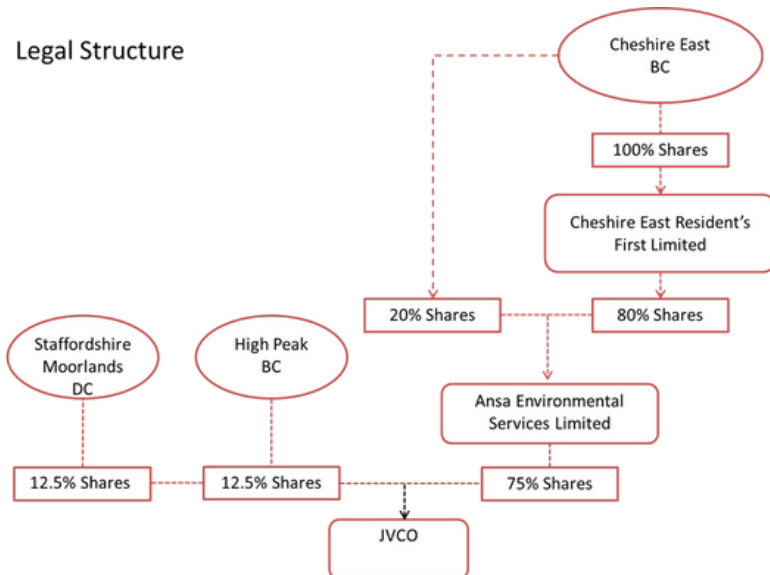 Legal Structure
Cheshire East
BC
100% Shares
Cheshire East Resident's
First Limited
20% Shares
80% Shares
Staffordshire
Moorlands
DC
High Peak
BC
Ansa Environmental
Services Limited
12.5% Shares
12.5% Shares
75% Shares
JVCO